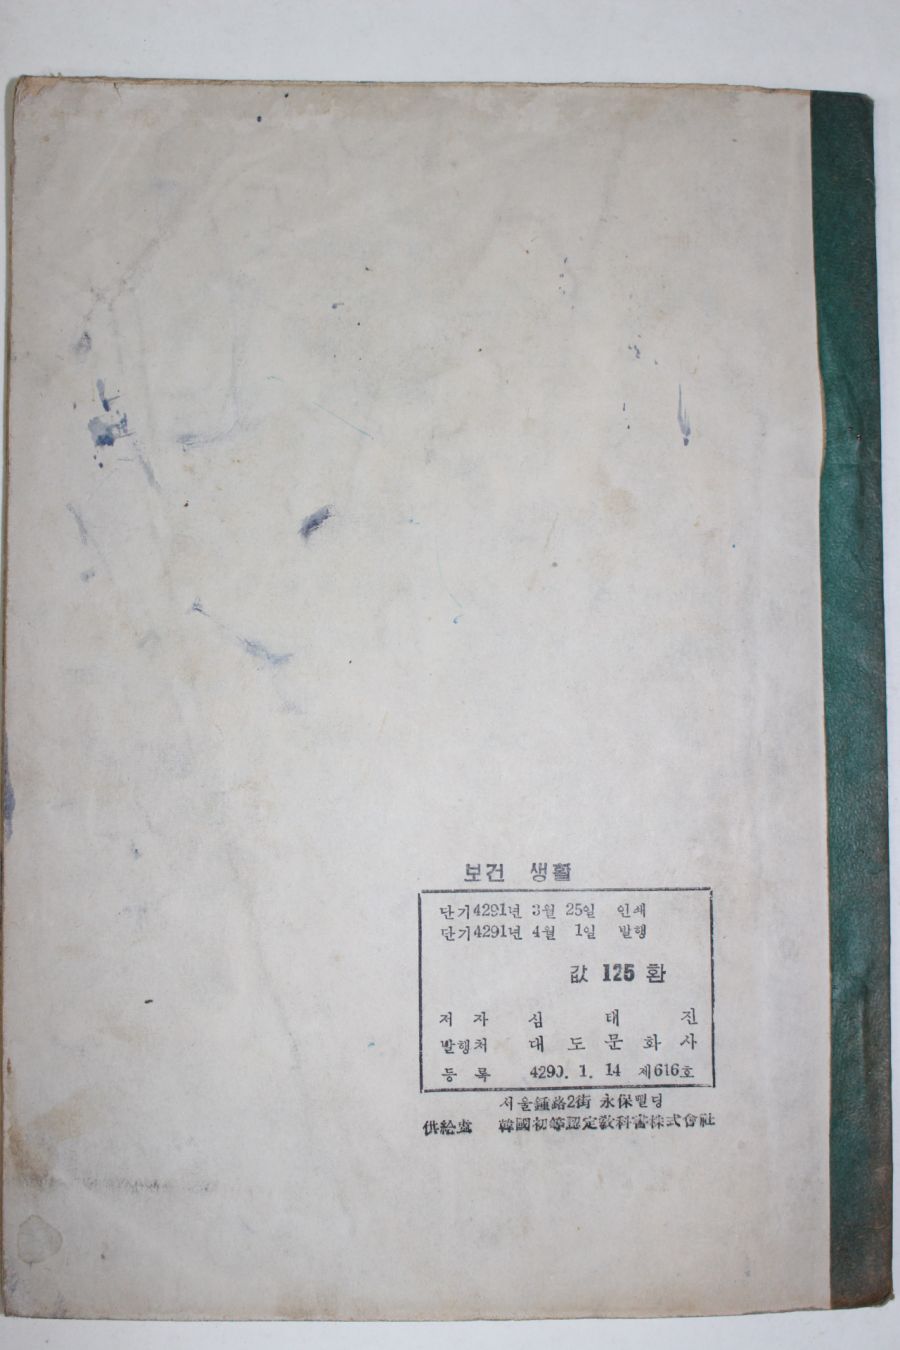 보건 생활
단기4291년 3월 25일 인쇄
단기4291년 4월 1일 발행
값 125 환
저 자 심 태 진
발행처 대 도 문 화 사
등 록 4290. 1. 14 제616호
서울鍾路2街 永保빌딩
供給處 韓國初等認定敎科書株式會社